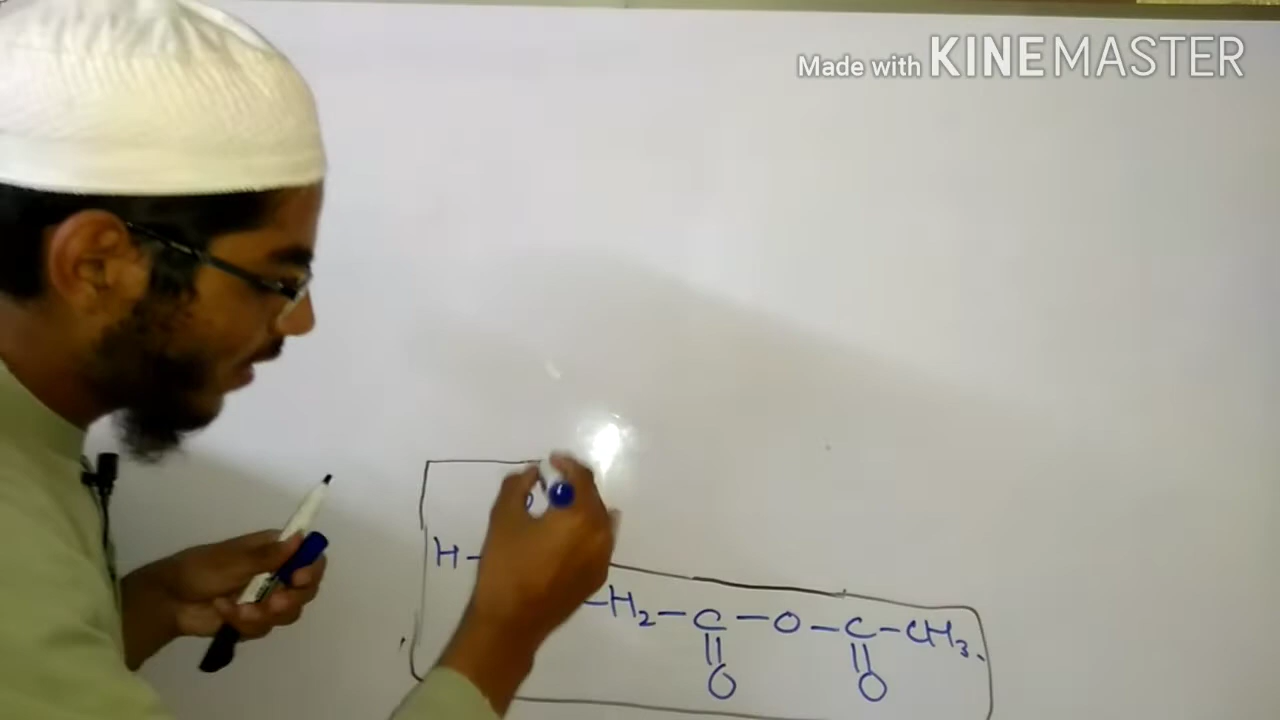 Made with KINEMASTER
H-
-H₂-C-O-C-CH₃.
|| ||
O O